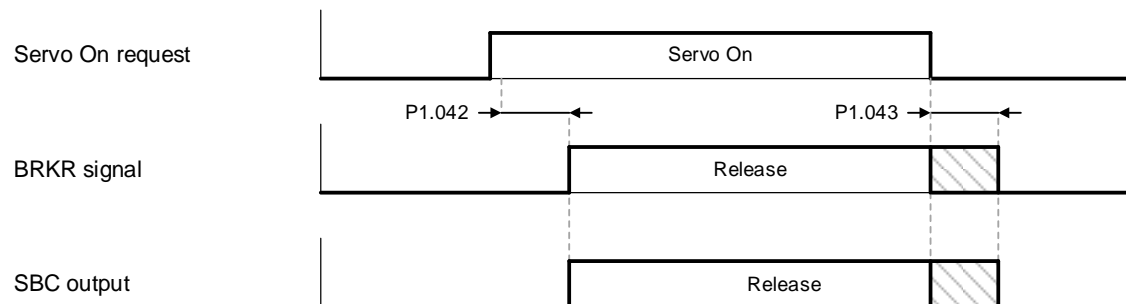 Servo On request
Servo On
P1.042
P1.043
BRKR signal
Release
SBC output
Release